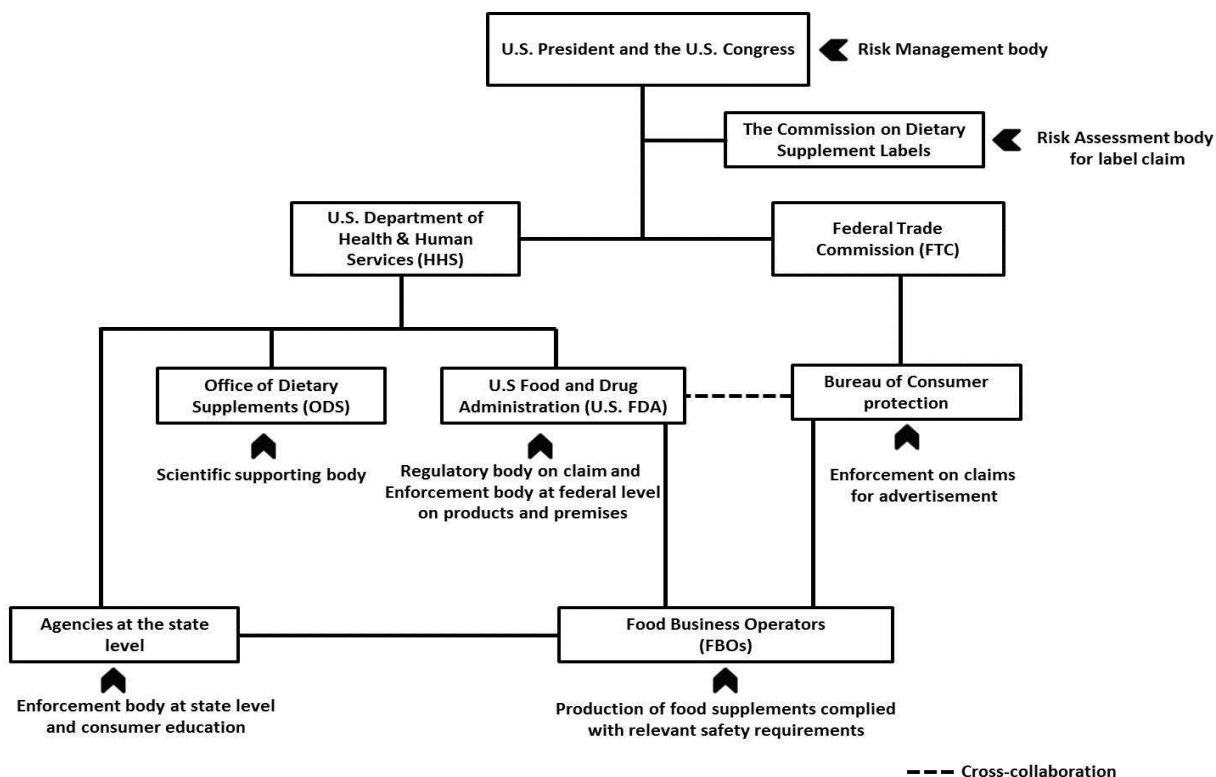 U.S. President and the U.S. Congress
Risk Management body
The Commission on Dietary
Supplement Labels
Risk Assessment body
for label claim
U.S. Department of
Health & Human
Services (HHS)
Federal Trade
Commission (FTC)
Office of Dietary
Supplements (ODS)
U.S Food and Drug
Administration (U.S. FDA)
Bureau of Consumer
protection
Scientific supporting body
Regulatory body on claim and
Enforcement body at federal level
on products and premises
Enforcement on claims
for advertisement
Agencies at the state
level
Food Business Operators
(FBOs)
Enforcement body at state level
and consumer education
Production of food supplements complied
with relevant safety requirements
Cross-collaboration